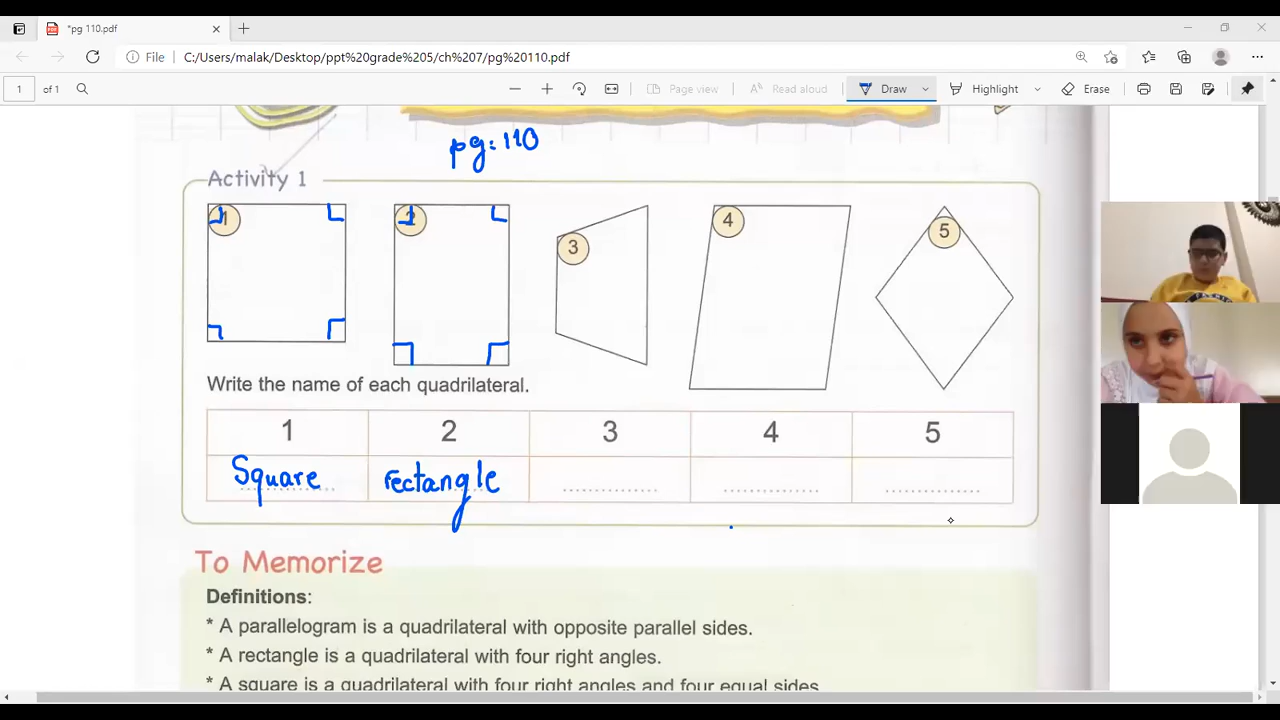 *pg 110.pdf
File C:/Users/malak/Desktop/ppt%20grade%205/ch%207/pg%20110.pdf
1 of 1 Page view Read aloud Draw Highlight Erase
pg: 110
Activity 1
1 2 3 4 5
Write the name of each quadrilateral.
1 2 3 4 5
Square rectangle .................. .................. ..................
To Memorize
Definitions:
* A parallelogram is a quadrilateral with opposite parallel sides.
* A rectangle is a quadrilateral with four right angles.
* A square is a quadrilateral with four right angles and four equal sides